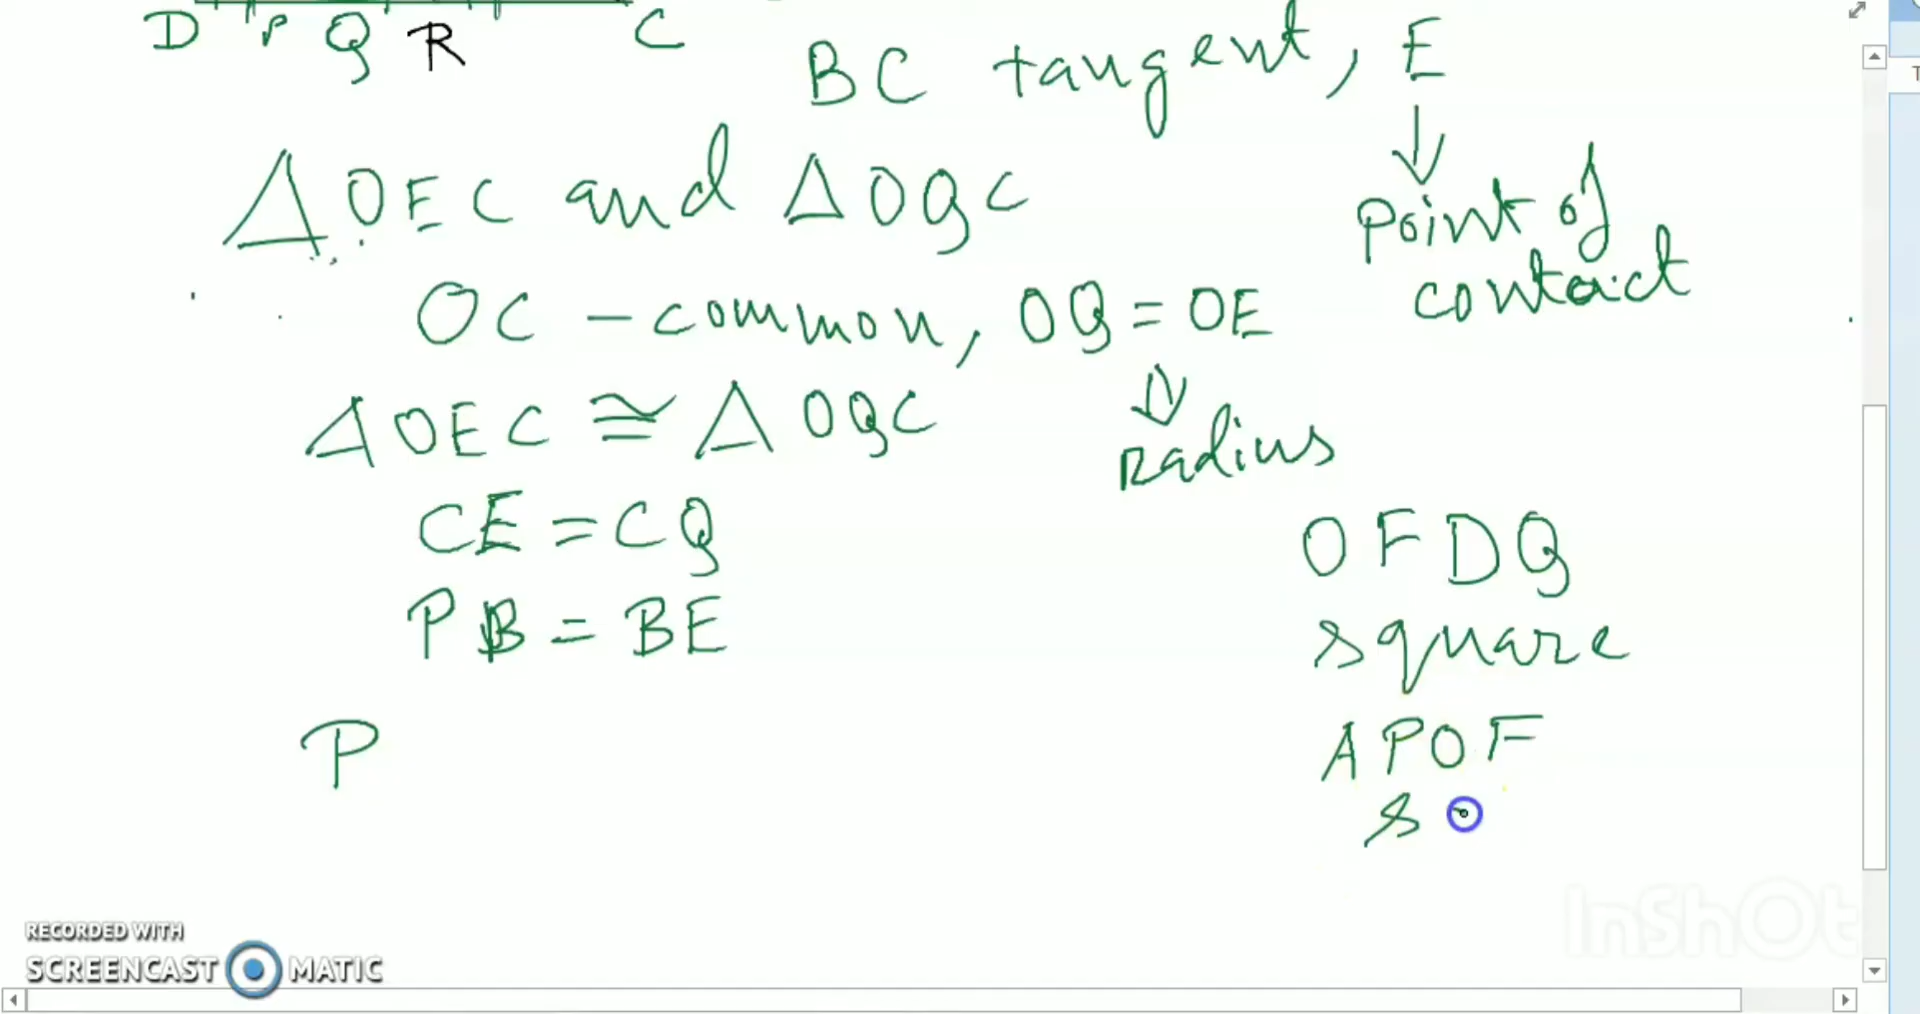 D P Q R C
BC tangent, E
△OEC and △OQC
point of
contact
OC - common, OQ = OE
△OEC ≅ △OQC
radius
CE = CQ
OFDQ
PB = BE
square
P
APOF
s
InShOt
RECORDED WITH
SCREENCAST MATIC